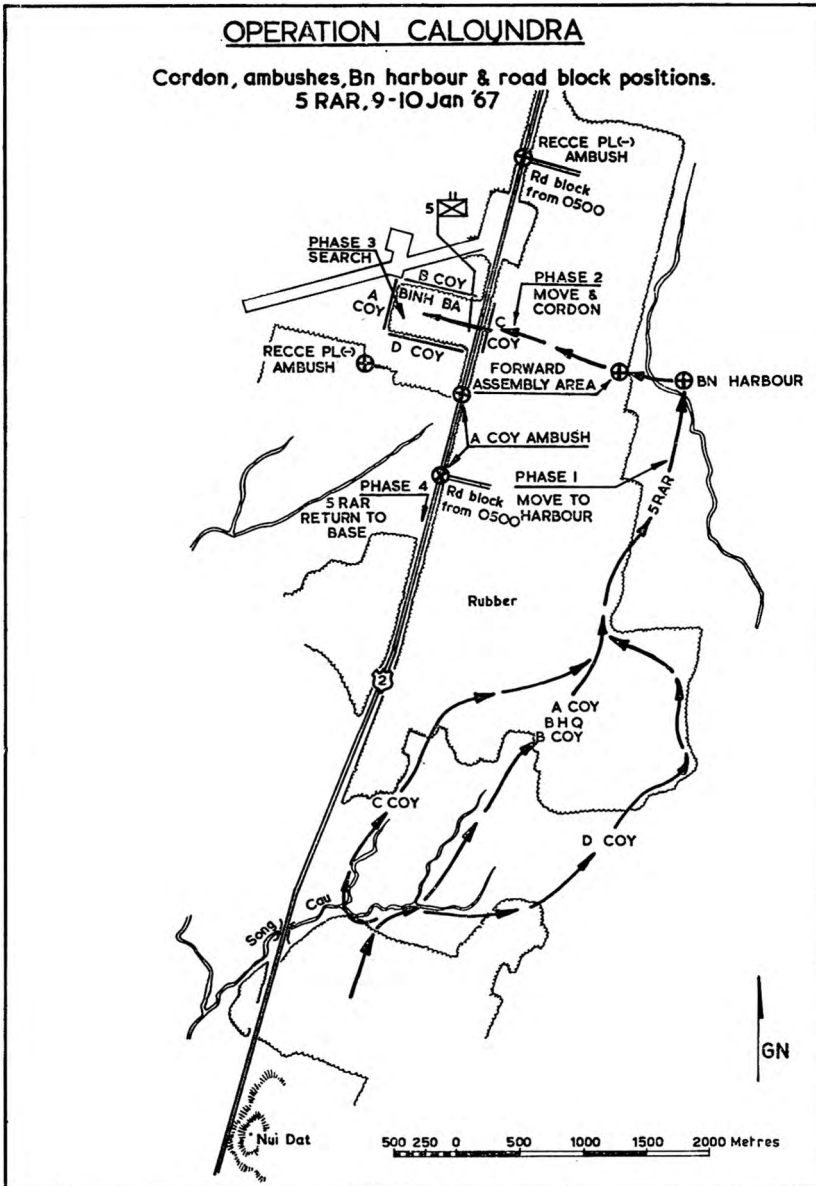 OPERATION CALOUNDRA
Cordon, ambushes, Bn harbour & road block positions.
5 RAR, 9-10 Jan '67
RECCE PL(-)
AMBUSH
Rd block
from 0500
5
PHASE 3
SEARCH
B COY
BINH BA
A
COY
D COY
C
COY
PHASE 2
MOVE &
CORDON
RECCE PL(-)
AMBUSH
FORWARD
ASSEMBLY AREA
BN HARBOUR
A COY AMBUSH
PHASE 4
5 RAR
RETURN TO
BASE
Rd block
from 0500
PHASE 1
MOVE TO
HARBOUR
5 RAR
Rubber
2
A COY
BHQ
B COY
C COY
D COY
Song Cau
GN
Nui Dat
500 250 0 500 1000 1500 2000 Metres